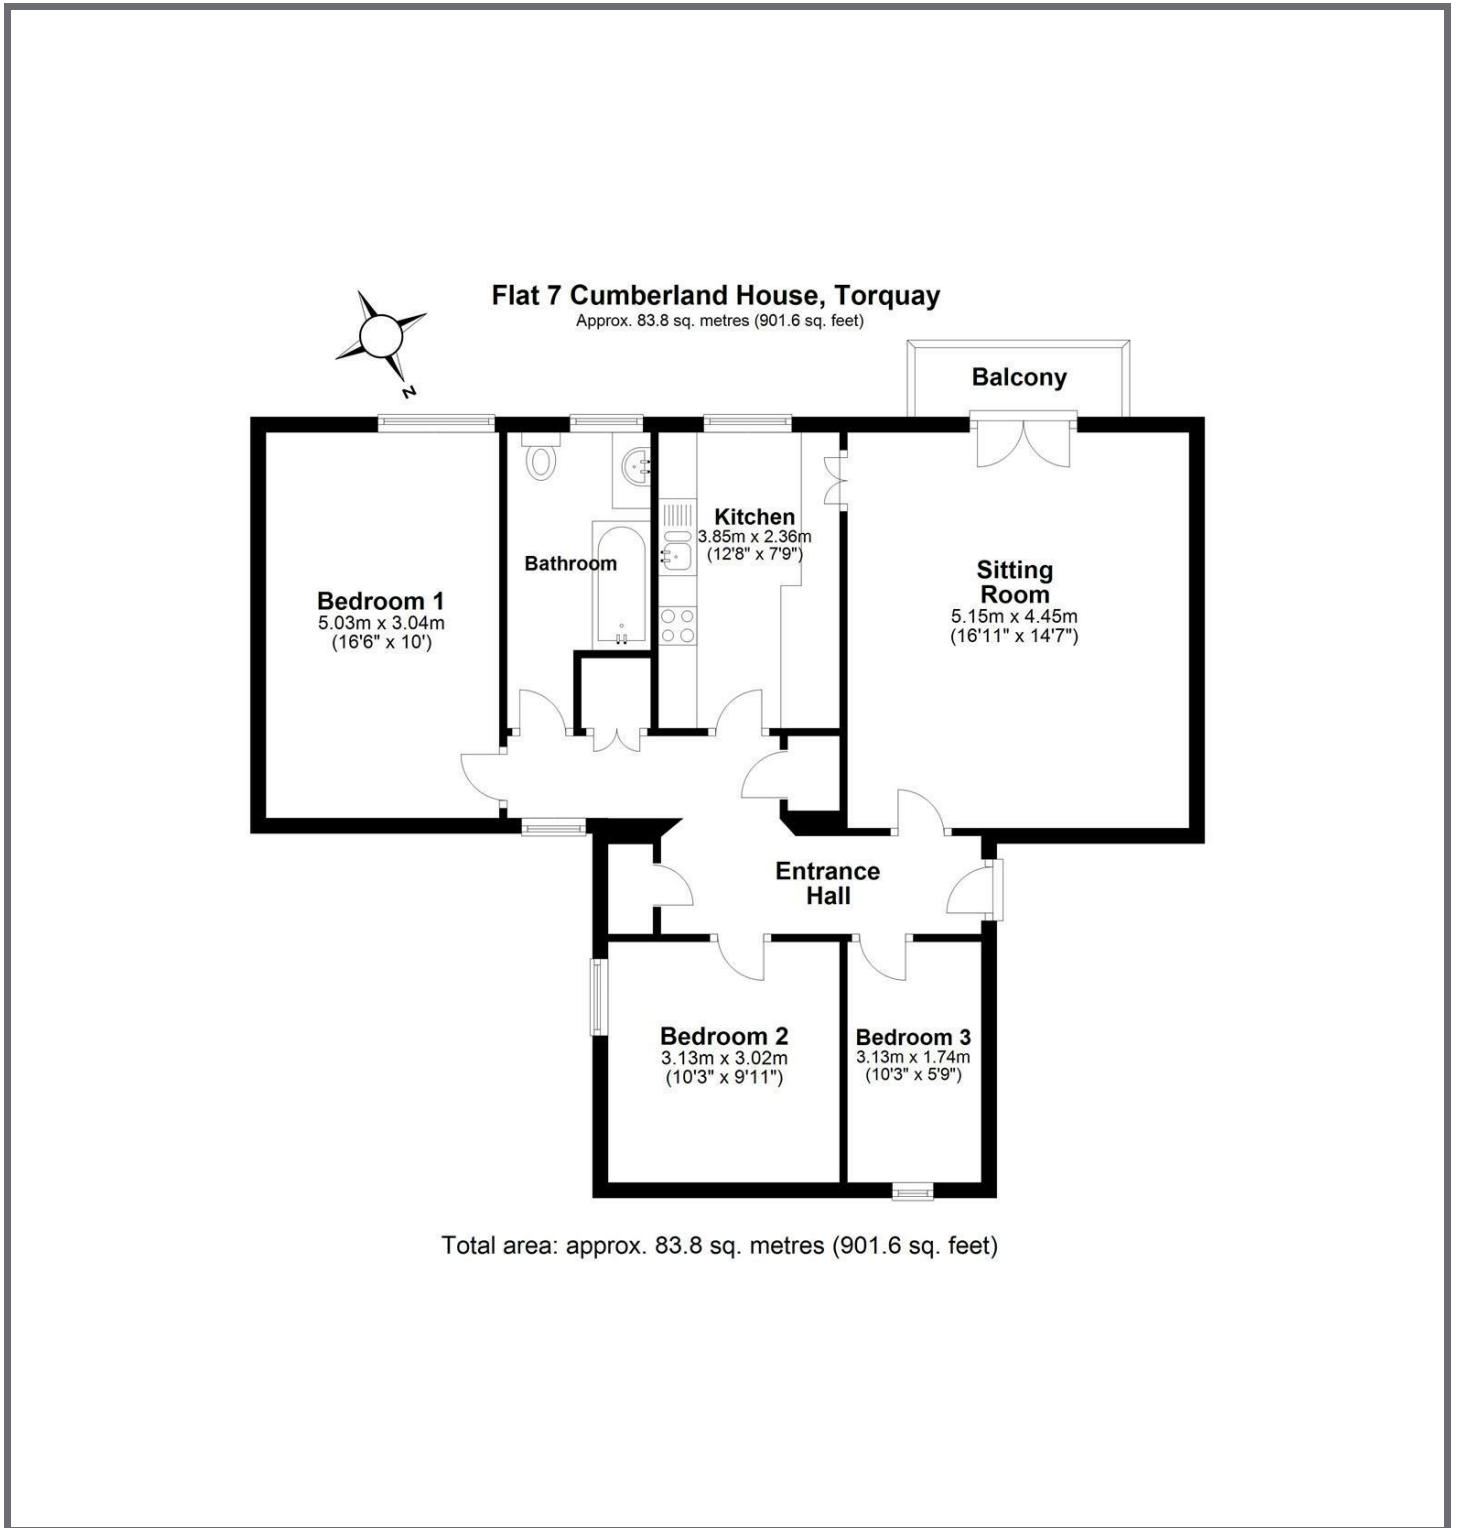 Flat 7 Cumberland House, Torquay
Approx. 83.8 sq. metres (901.6 sq. feet)
N
Balcony
Kitchen
3.85m x 2.36m
(12'8" x 7'9")
Bathroom
Sitting
Room
5.15m x 4.45m
(16'11" x 14'7")
Bedroom 1
5.03m x 3.04m
(16'6" x 10')
Entrance
Hall
Bedroom 2
3.13m x 3.02m
(10'3" x 9'11")
Bedroom 3
3.13m x 1.74m
(10'3" x 5'9")
Total area: approx. 83.8 sq. metres (901.6 sq. feet)